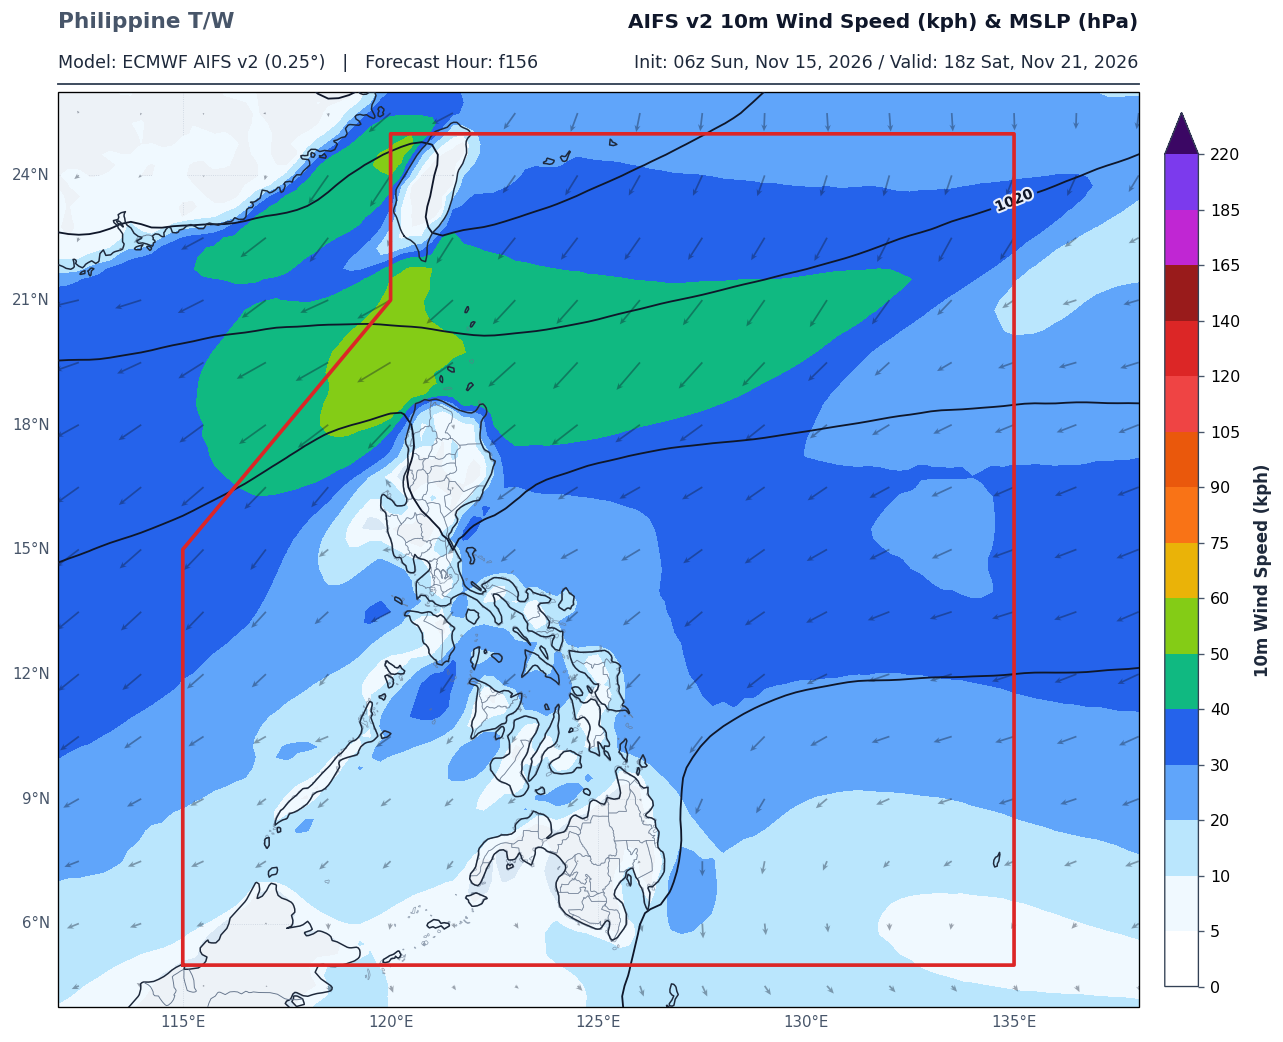 Philippine T/W
AIFS v2 10m Wind Speed (kph) & MSLP (hPa)
Model: ECMWF AIFS v2 (0.25°) | Forecast Hour: f156
Init: 06z Sun, Nov 15, 2026 / Valid: 18z Sat, Nov 21, 2026
24°N
21°N
18°N
15°N
12°N
9°N
6°N
115°E
120°E
125°E
130°E
135°E
1020
220
185
165
140
120
105
90
75
60
50
40
30
20
10
5
0
10m Wind Speed (kph)